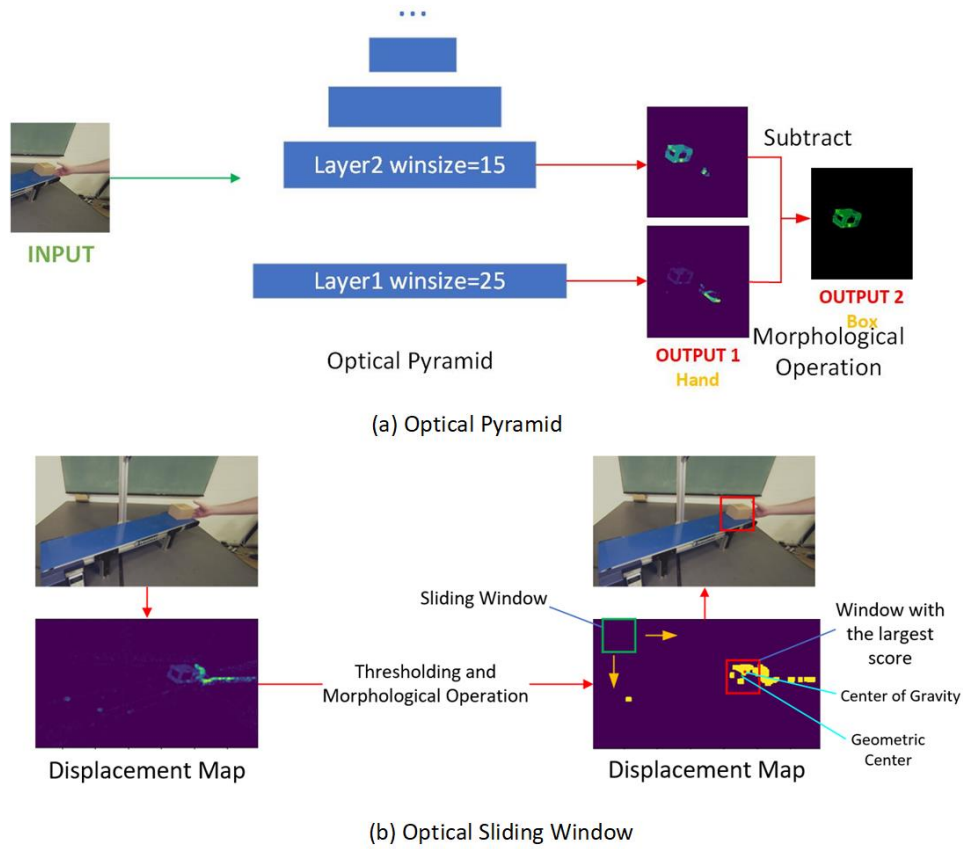 ...
Layer2 winsize=15
Subtract
INPUT
Layer1 winsize=25
OUTPUT 2
Box
Optical Pyramid
OUTPUT 1
Hand
Morphological
Operation
(a) Optical Pyramid
Sliding Window
Window with
the largest
score
Thresholding and
Morphological Operation
Center of Gravity
Geometric
Center
Displacement Map
Displacement Map
(b) Optical Sliding Window